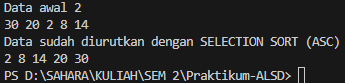 Data awal 2
30 20 2 8 14
Data sudah diurutkan dengan SELECTION SORT (ASC)
2 8 14 20 30
PS D:\SAHARA\KULIAH\SEM 2\Praktikum-ALSD>